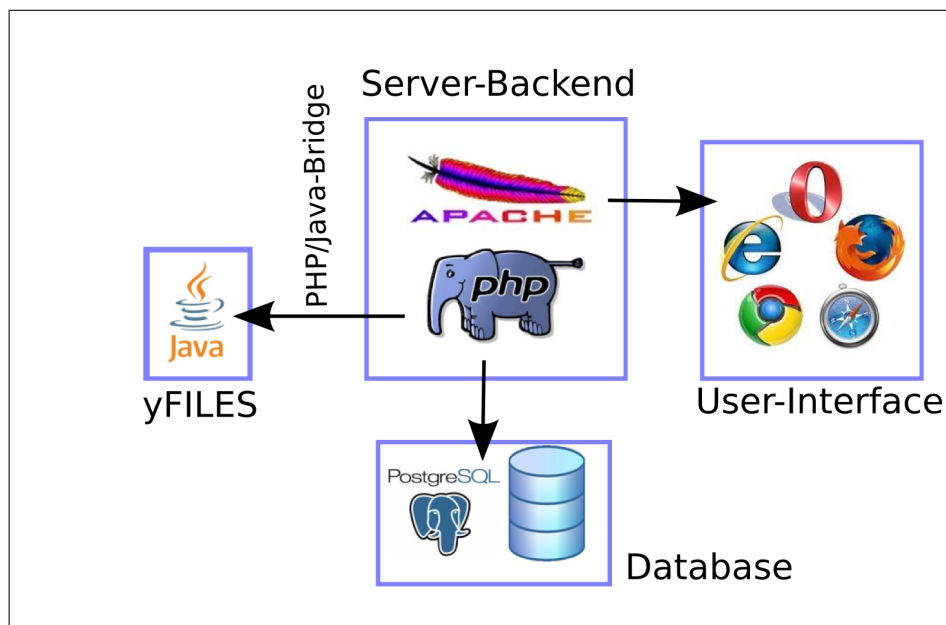 Server-Backend
PHP/Java-Bridge
APACHE
php
Java
yFILES
User-Interface
PostgreSQL
Database